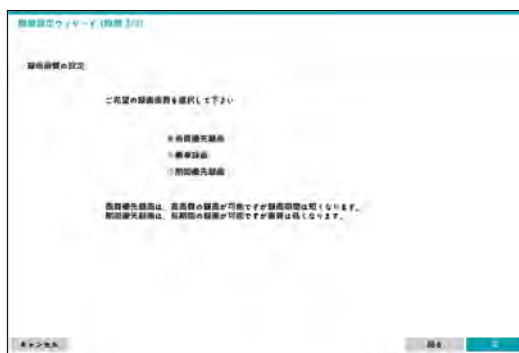 簡単設定ウィザード (時間 3/3)
録画画質の設定
ご希望の録画画質を選択して下さい
画質優先録画
標準録画
期間優先録画
画質優先録画は、高画質の録画が可能ですが録画期間は短くなります。
期間優先録画は、長期間の録画が可能ですが画質は低くなります。
キャンセル
戻る
次